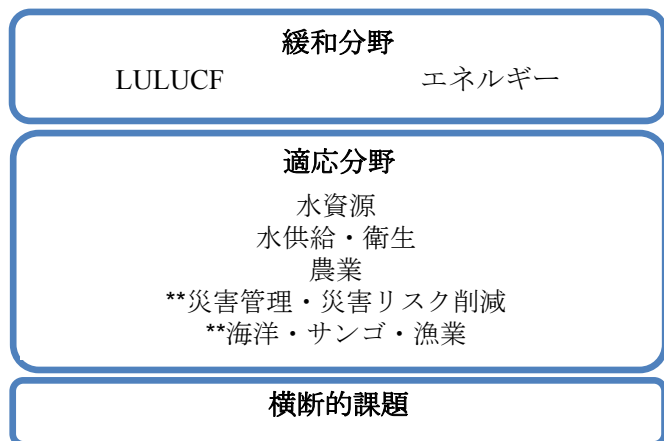 緩和分野
LULUCF エネルギー
適応分野
水資源
水供給・衛生
農業
**災害管理・災害リスク削減
**海洋・サンゴ・漁業
横断的課題